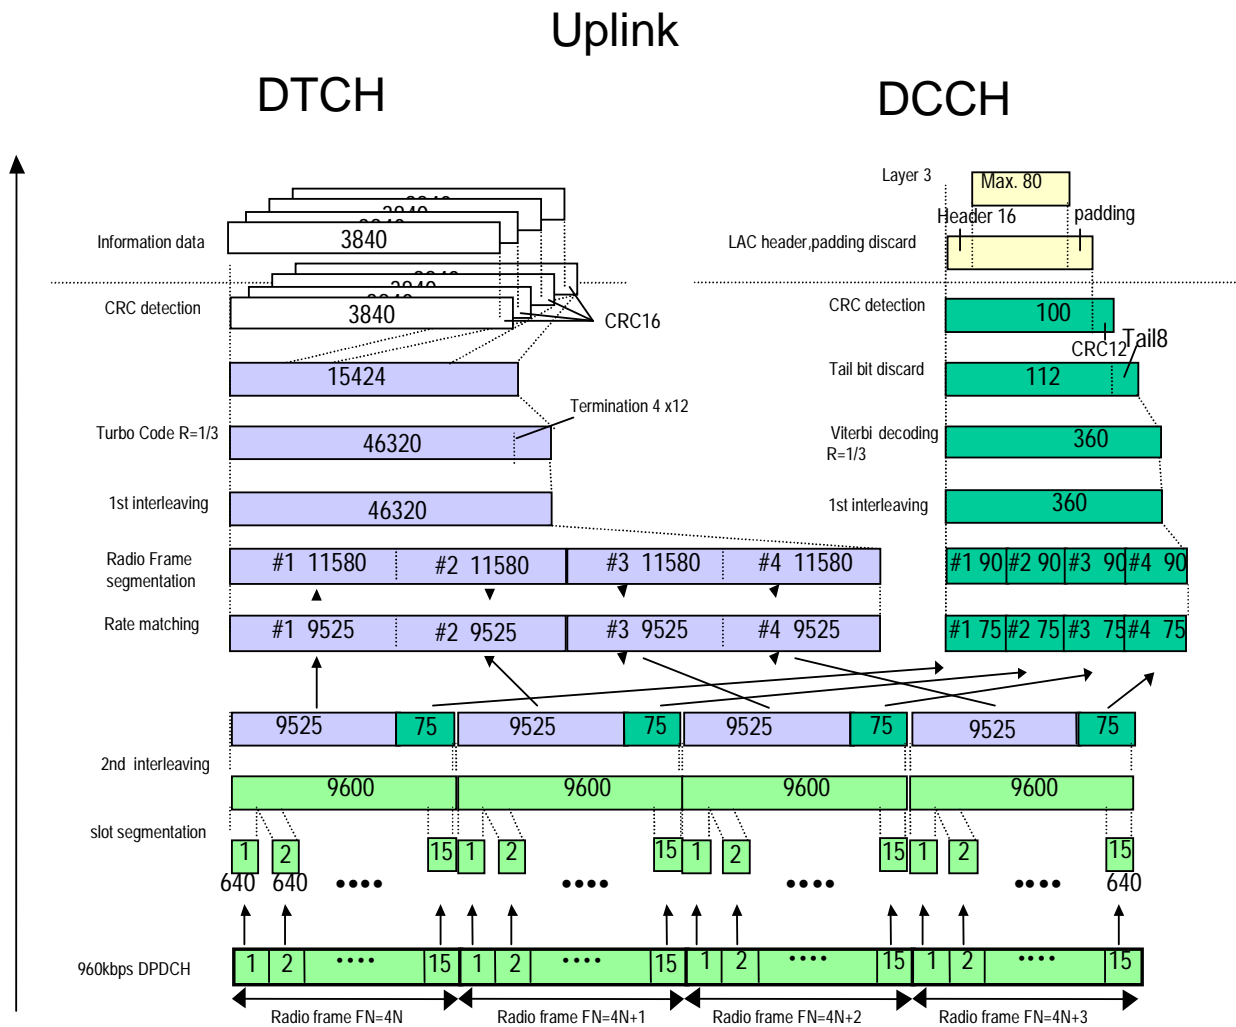 Uplink
DTCH
DCCH
Layer 3
Max. 80
Header 16
padding
Information data
3840
LAC header,padding discard
CRC detection
3840
CRC16
CRC detection
100
CRC12
Tail8
15424
Tail bit discard
112
Termination 4 x12
Turbo Code R=1/3
46320
Viterbi decoding
R=1/3
360
1st interleaving
46320
1st interleaving
360
Radio Frame
segmentation
#1 11580
#2 11580
#3 11580
#4 11580
#1 90
#2 90
#3 90
#4 90
Rate matching
#1 9525
#2 9525
#3 9525
#4 9525
#1 75
#2 75
#3 75
#4 75
9525
75
9525
75
9525
75
9525
75
2nd interleaving
9600
9600
9600
9600
slot segmentation
1
2
15
1
2
15
1
2
15
1
2
15
640
640
••••
••••
••••
••••
640
960kbps DPDCH
1
2
••••
15
1
2
••••
15
1
2
••••
15
1
2
••••
15
Radio frame FN=4N
Radio frame FN=4N+1
Radio frame FN=4N+2
Radio frame FN=4N+3